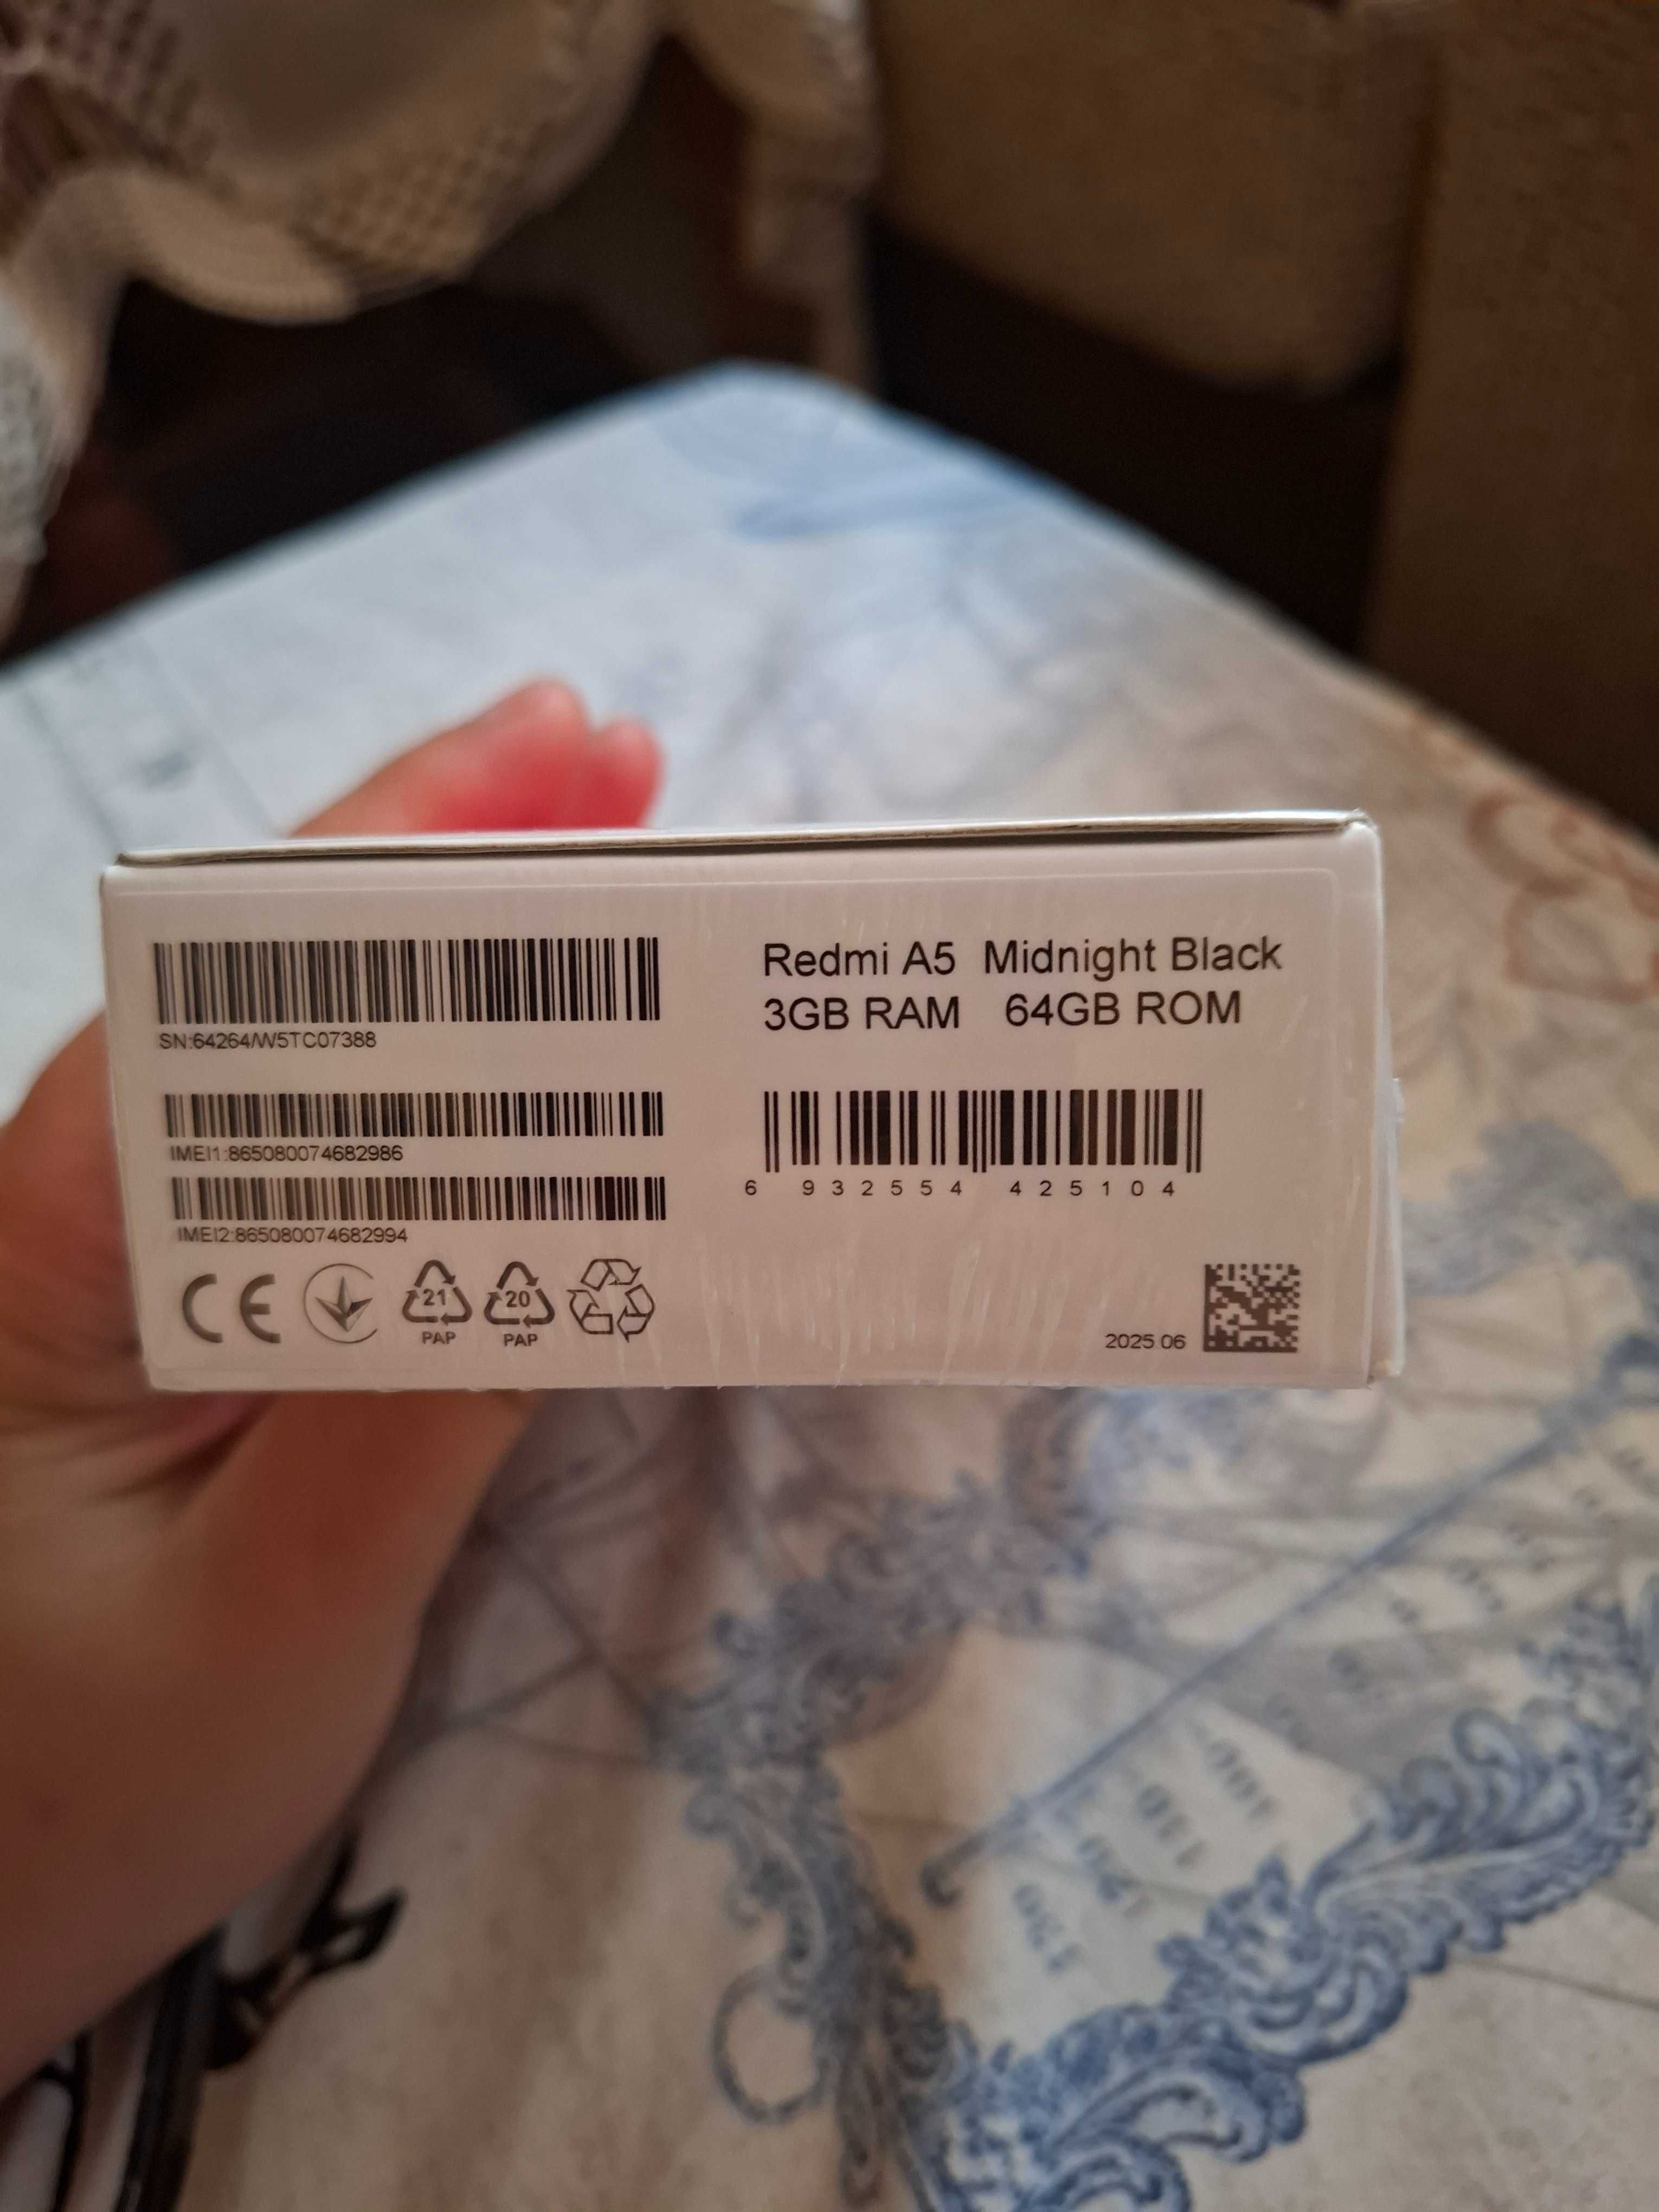 Redmi A5 Midnight Black
3GB RAM 64GB ROM
SN:64264/W5TC07388
IMEI1:865080074682986
IMEI2:865080074682994
6 932554 425104
CE
21
PAP
20
PAP
2025.06